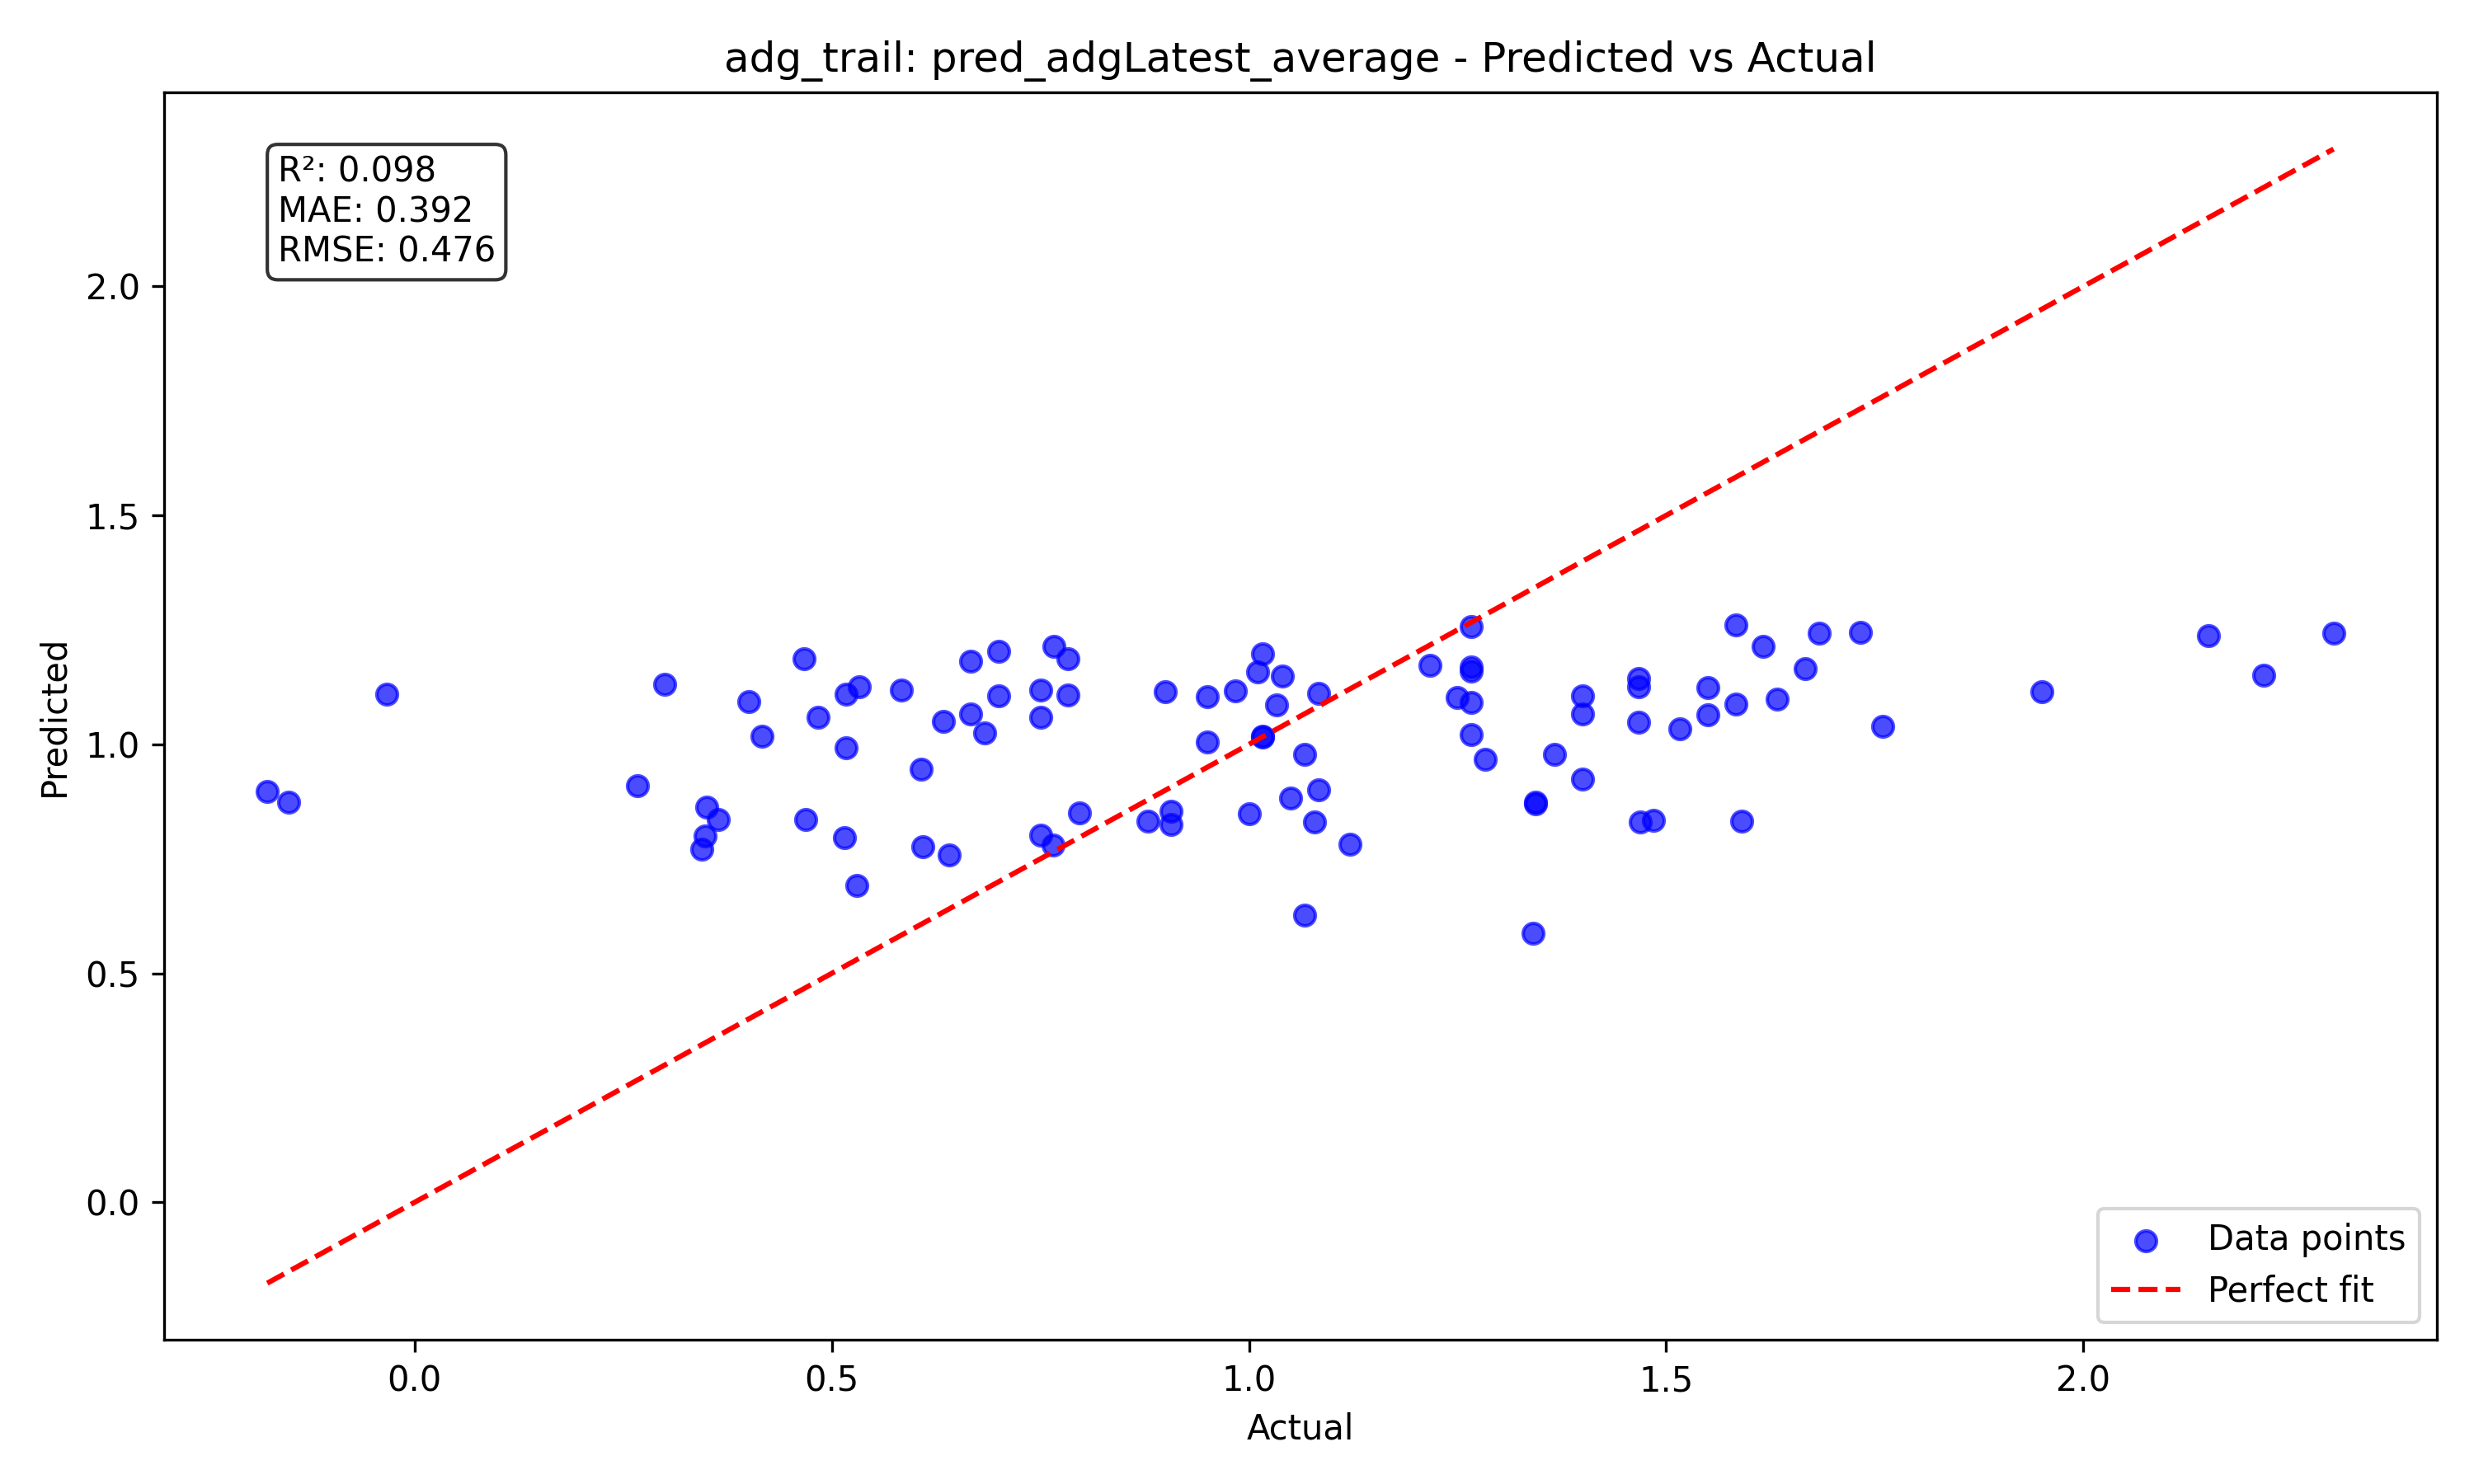 adg_trail: pred_adgLatest_average - Predicted vs Actual
R²: 0.098
MAE: 0.392
RMSE: 0.476
2.0
1.5
1.0
0.5
0.0
Predicted
Data points
Perfect fit
0.0 0.5 1.0 1.5 2.0
Actual